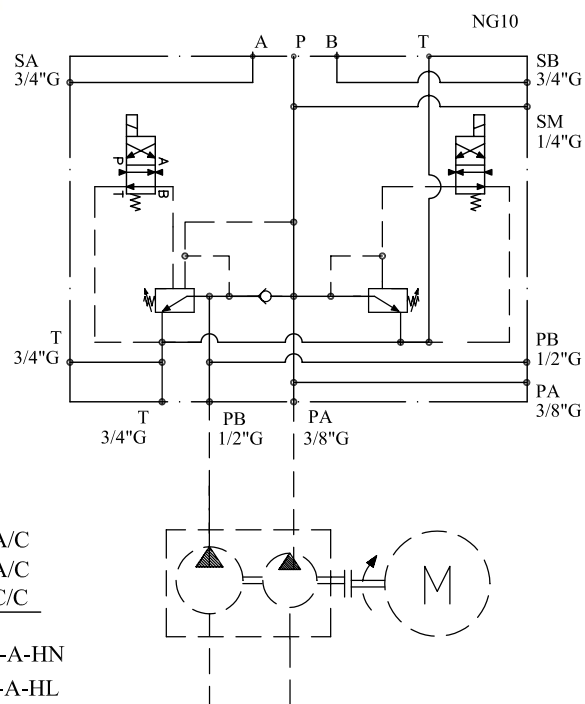 NG10
A
P
B
T
SA
3/4"G
SB
3/4"G
SM
1/4"G
P
A
T
B
T
3/4"G
PB
1/2"G
PA
3/8"G
T
3/4"G
PB
1/2"G
PA
3/8"G
M
A/C
A/C
C/C
-A-HN
-A-HL